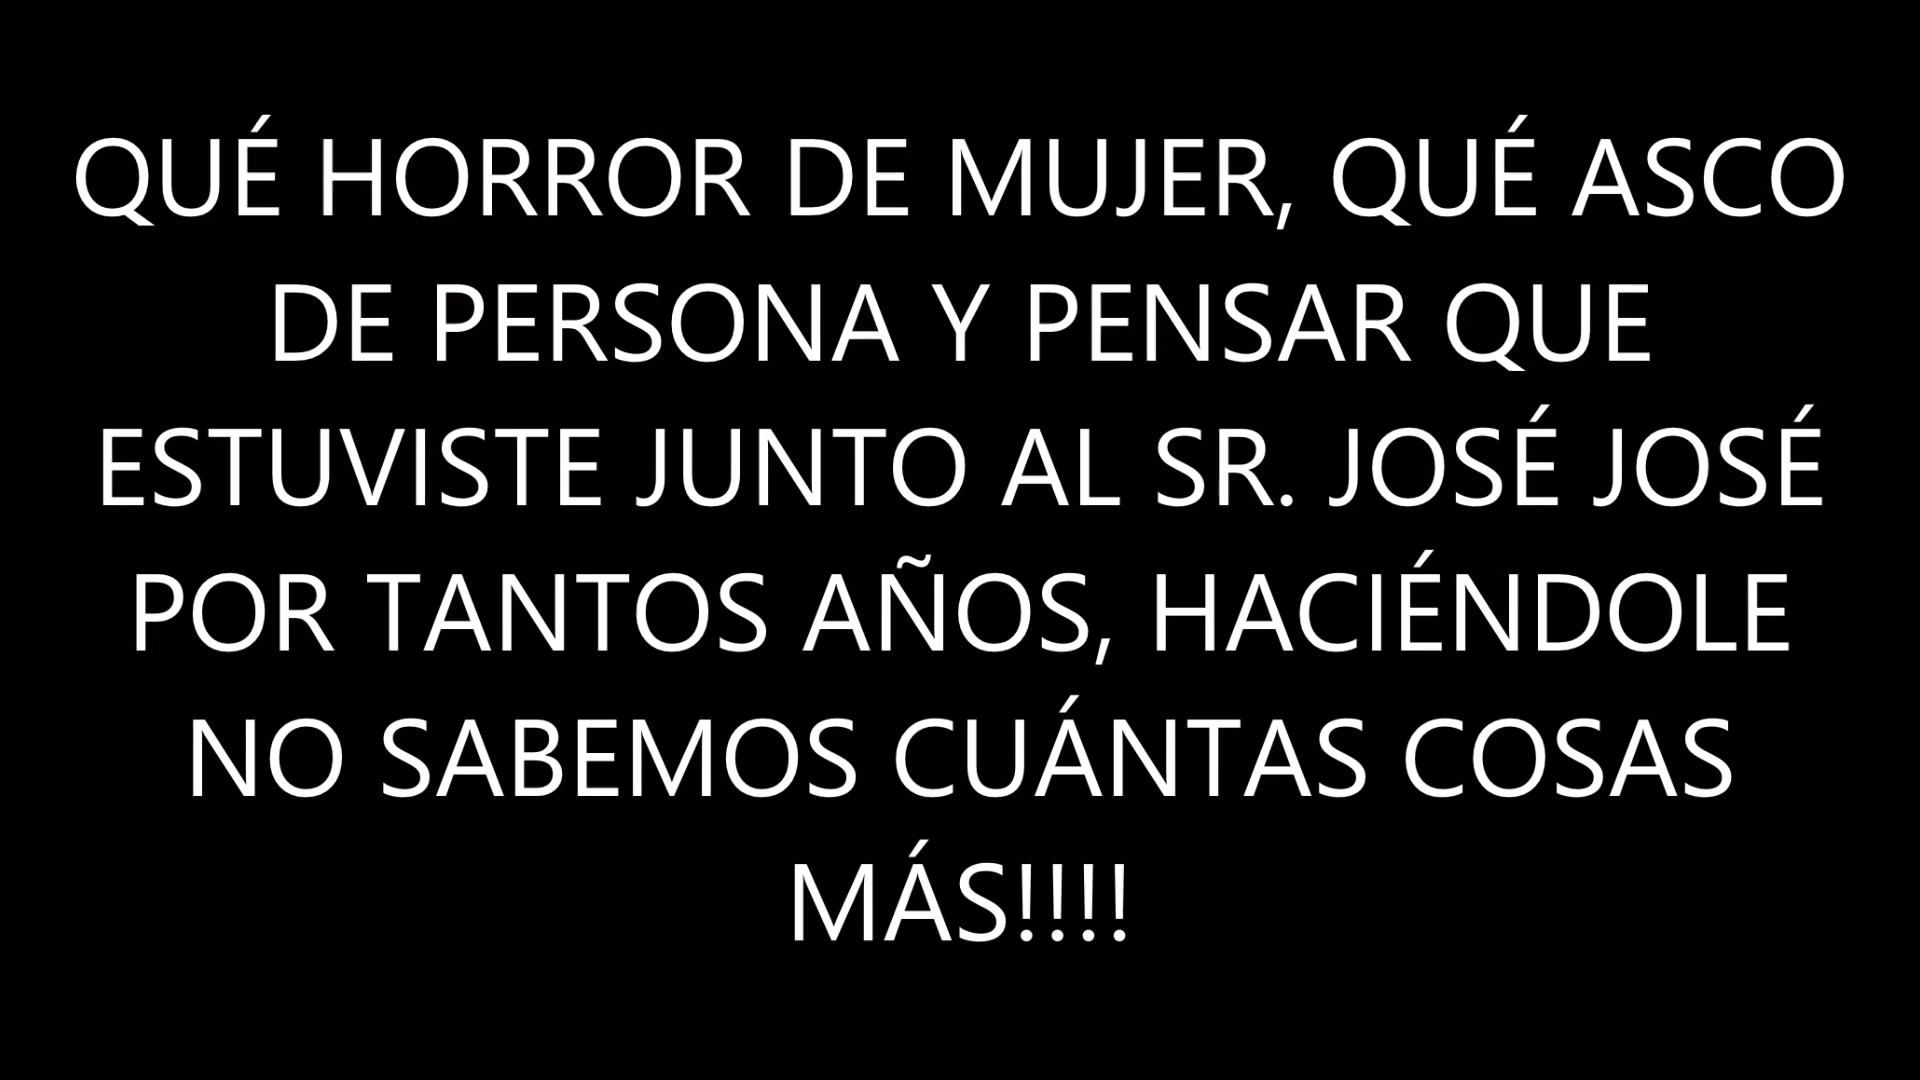 QUÉ HORROR DE MUJER, QUÉ ASCO
DE PERSONA Y PENSAR QUE
ESTUVISTE JUNTO AL SR. JOSÉ JOSÉ
POR TANTOS AÑOS, HACIÉNDOLE
NO SABEMOS CUÁNTAS COSAS
MÁS!!!!